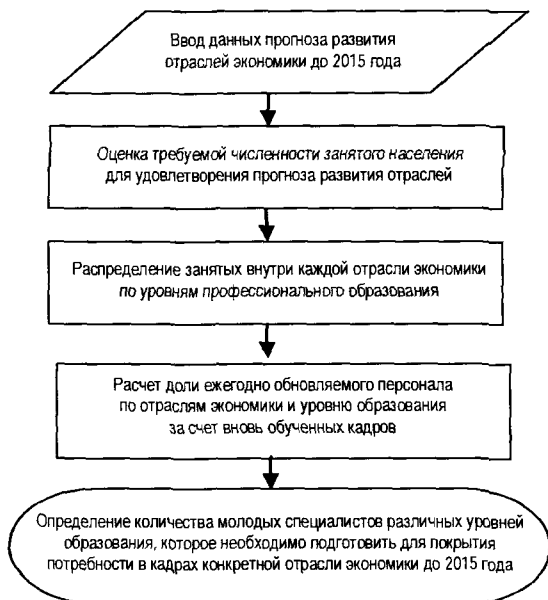 Ввод данных прогноза развития
отраслей экономики до 2015 года
Оценка требуемой численности занятого населения
для удовлетворения прогноза развития отраслей
Распределение занятых внутри каждой отрасли экономики
по уровням профессионального образования
Расчет доли ежегодно обновляемого персонала
по отраслям экономики и уровню образования
за счет вновь обученных кадров
Определение количества молодых специалистов различных уровней
образования, которое необходимо подготовить для покрытия
потребности в кадрах конкретной отрасли экономики до 2015 года